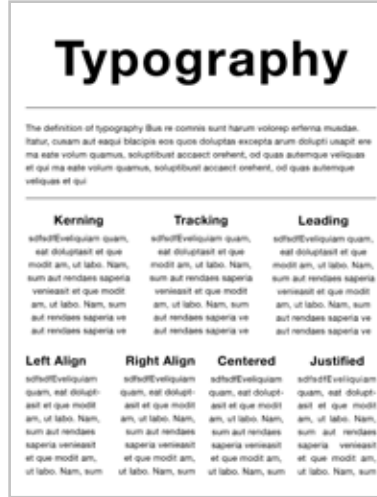 Typography
The definition of typography Bus re comnis sunt harum volorep erferna musdae.
Itatur, cusam aut eaqui blacipis eos quos doluptas excepta arum dolupti usapit ere
ma eate volum quamus, soluptibust accaect orehent, od quas autemque veliquas
et qui ma eate volum quamus, soluptibust accaect orehent, od quas autemque
veliquas et qui
Kerning
sdfsdfEveliquiam quam,
eat doluptasit et que
modit am, ut labo. Nam,
sum aut rendaes saperia
venieasit et que modit
am, ut labo. Nam, sum
aut rendaes saperia ve
aut rendaes saperia ve
Tracking
sdfsdfEveliquiam quam,
eat doluptasit et que
modit am, ut labo. Nam,
sum aut rendaes saperia
venieasit et que modit
am, ut labo. Nam, sum
aut rendaes saperia ve
aut rendaes saperia ve
Leading
sdfsdfEveliquiam quam,
eat doluptasit et que
modit am, ut labo. Nam,
sum aut rendaes saperia
venieasit et que modit
am, ut labo. Nam, sum
aut rendaes saperia ve
aut rendaes saperia ve
Left Align
sdfsdfEveliquiam
quam, eat dolupt-
asit et que modit
am, ut labo. Nam,
sum aut rendaes
saperia venieasit
et que modit am,
ut labo. Nam, sum
Right Align
sdfsdfEveliquiam
quam, eat dolupt-
asit et que modit
am, ut labo. Nam,
sum aut rendaes
saperia venieasit
et que modit am,
ut labo. Nam, sum
Centered
sdfsdfEveliquiam
quam, eat dolupt-
asit et que modit
am, ut labo. Nam,
sum aut rendaes
saperia venieasit
et que modit am,
ut labo. Nam, sum
Justified
sdfsdfEveliquiam
quam, eat dolupt-
asit et que modit
am, ut labo. Nam,
sum aut rendaes
saperia venieasit
et que modit am,
ut labo. Nam, sum